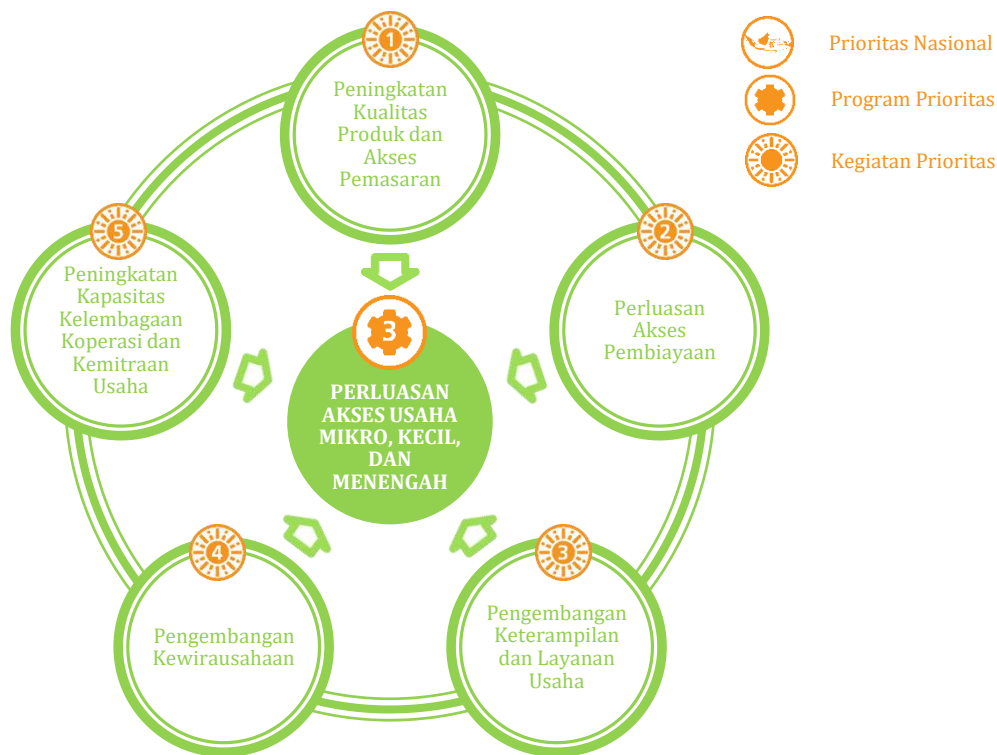 1
Peningkatan
Kualitas
Produk dan
Akses
Pemasaran
Prioritas Nasional
Program Prioritas
Kegiatan Prioritas
5
Peningkatan
Kapasitas
Kelembagaan
Koperasi dan
Kemitraan
Usaha
2
Perluasan
Akses
Pembiayaan
3
PERLUASAN
AKSES USAHA
MIKRO, KECIL,
DAN
MENENGAH
4
Pengembangan
Kewirausahaan
3
Pengembangan
Keterampilan
dan Layanan
Usaha